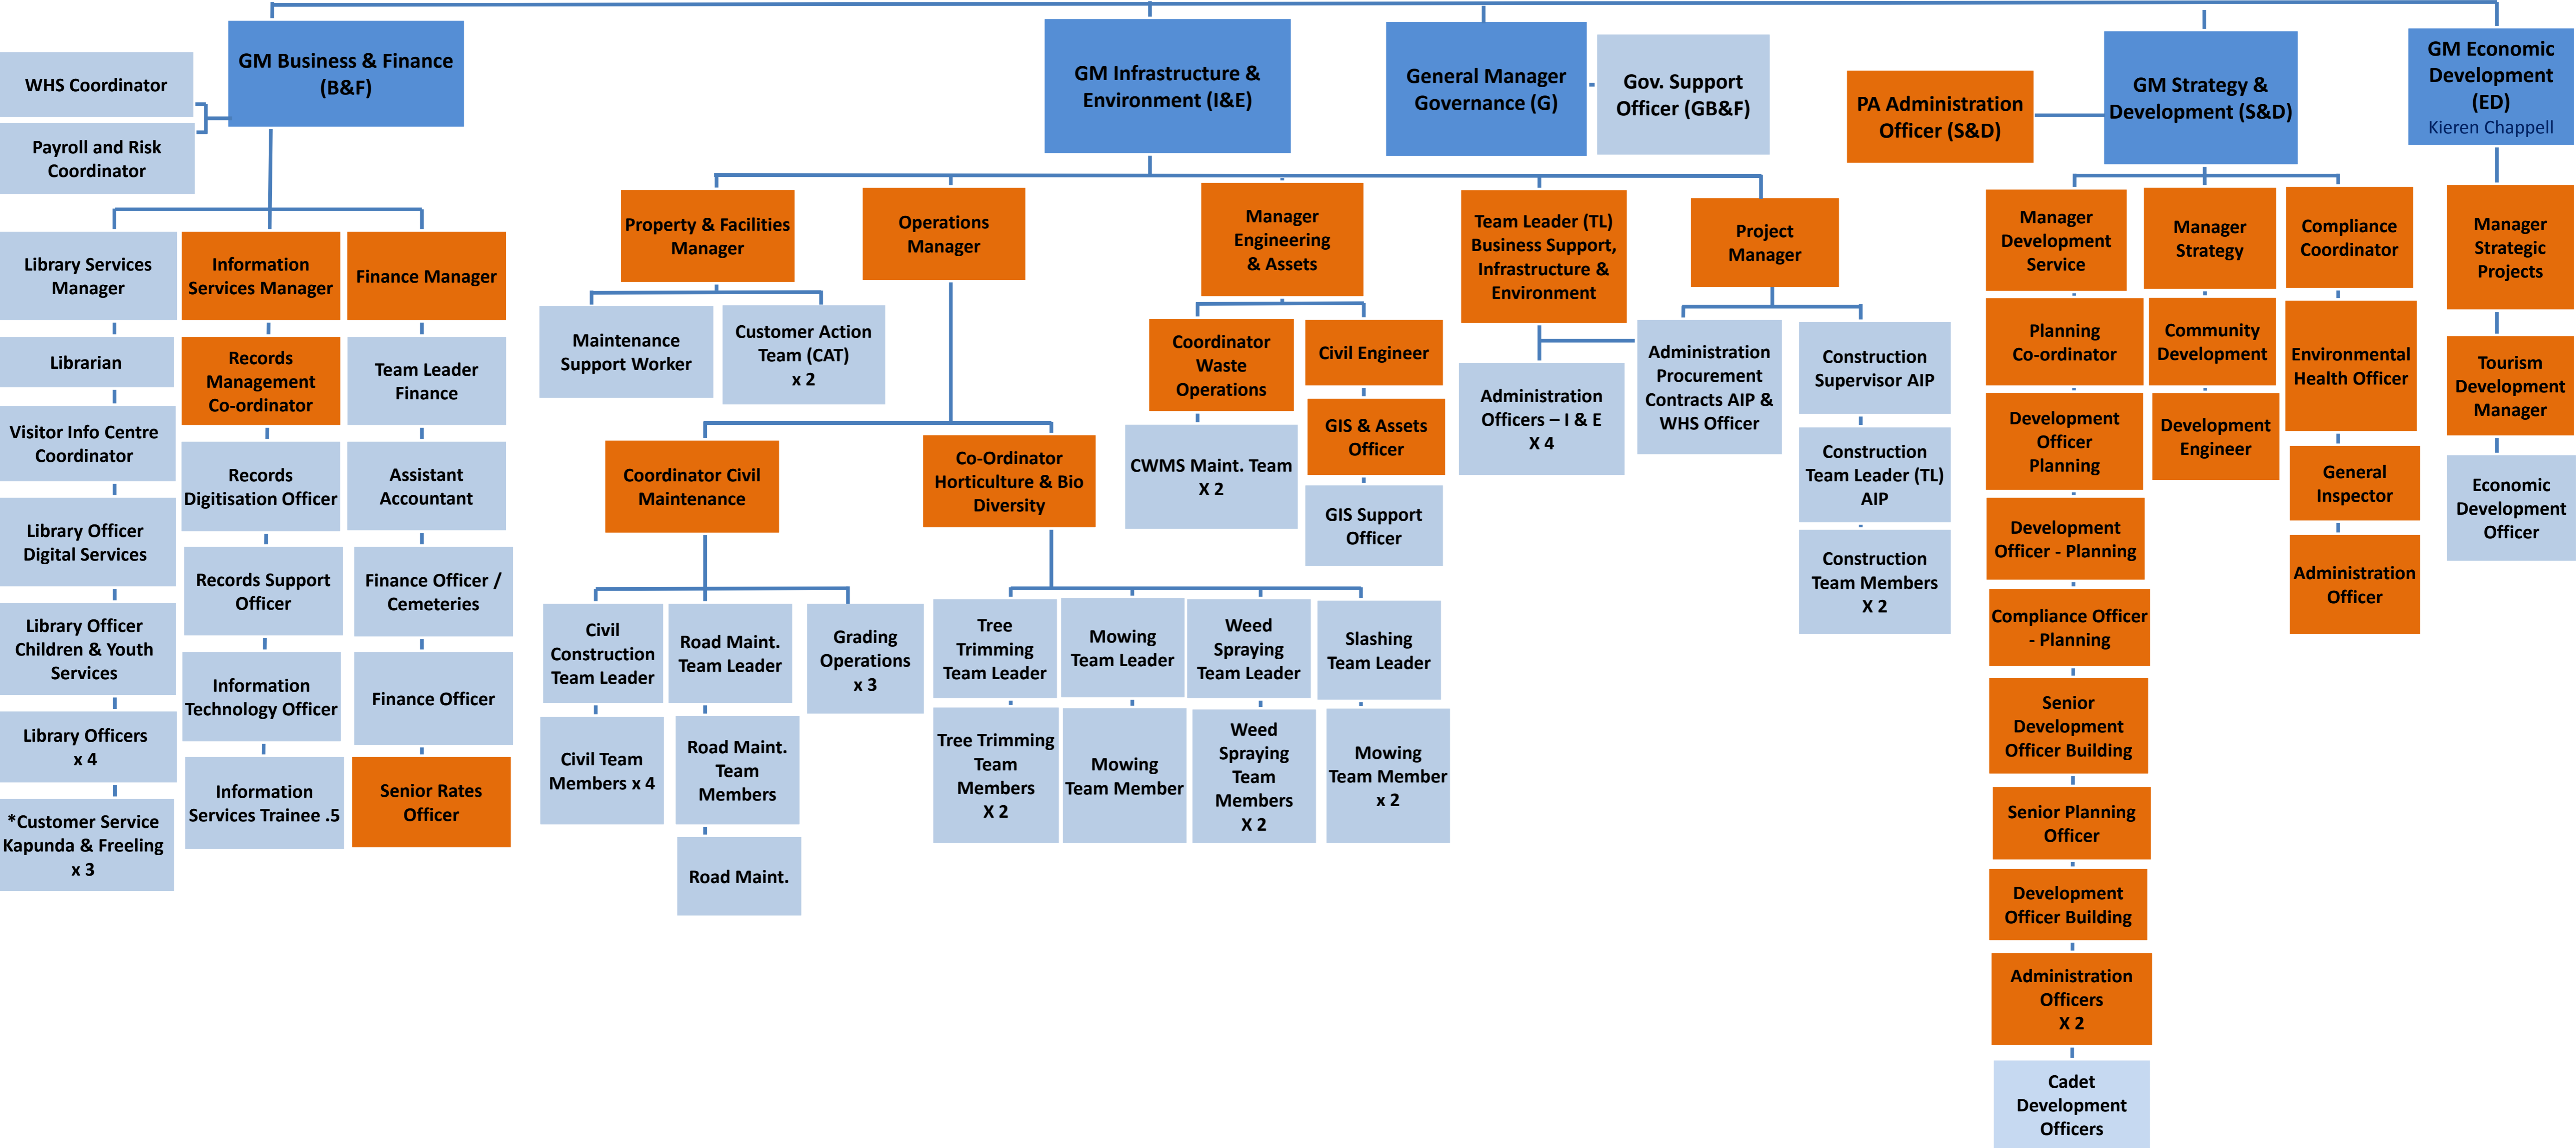 WHS Coordinator
Payroll and Risk
Coordinator
GM Business & Finance
(B&F)
Library Services
Manager
Librarian
Visitor Info Centre
Coordinator
Library Officer
Digital Services
Library Officer
Children & Youth
Services
Library Officers
x 4
*Customer Service
Kapunda & Freeling
x 3
Information
Services Manager
Records
Management
Co-ordinator
Records
Digitisation Officer
Records Support
Officer
Information
Technology Officer
Information
Services Trainee .5
Finance Manager
Team Leader
Finance
Assistant
Accountant
Finance Officer /
Cemeteries
Finance Officer
Senior Rates
Officer
GM Infrastructure &
Environment (I&E)
Property & Facilities
Manager
Maintenance
Support Worker
Customer Action
Team (CAT)
x 2
Operations
Manager
Coordinator Civil
Maintenance
Civil
Construction
Team Leader
Civil Team
Members x 4
Road Maint.
Team Leader
Road Maint.
Team
Members
Road Maint.
Grading
Operations
x 3
Co-Ordinator
Horticulture & Bio
Diversity
Tree
Trimming
Team Leader
Tree Trimming
Team
Members
X 2
Mowing
Team Leader
Mowing
Team Member
Weed
Spraying
Team Leader
Weed
Spraying
Team
Members
X 2
Slashing
Team Leader
Mowing
Team Member
x 2
Manager
Engineering
& Assets
Coordinator
Waste
Operations
CWMS Maint. Team
X 2
Civil Engineer
GIS & Assets
Officer
GIS Support
Officer
Team Leader (TL)
Business Support,
Infrastructure &
Environment
Administration
Officers – I & E
X 4
Administration
Procurement
Contracts AIP &
WHS Officer
Project
Manager
Construction
Supervisor AIP
Construction
Team Leader (TL)
AIP
Construction
Team Members
X 2
General Manager
Governance (G)
Gov. Support
Officer (GB&F)
PA Administration
Officer (S&D)
GM Strategy &
Development (S&D)
Manager
Development
Service
Planning
Co-ordinator
Development
Officer
Planning
Development
Officer - Planning
Compliance Officer
- Planning
Senior
Development
Officer Building
Senior Planning
Officer
Development
Officer Building
Administration
Officers
X 2
Cadet
Development
Officers
Manager
Strategy
Community
Development
Development
Engineer
Compliance
Coordinator
Environmental
Health Officer
General
Inspector
Administration
Officer
GM Economic
Development
(ED)
Kieren Chappell
Manager
Strategic
Projects
Tourism
Development
Manager
Economic
Development
Officer